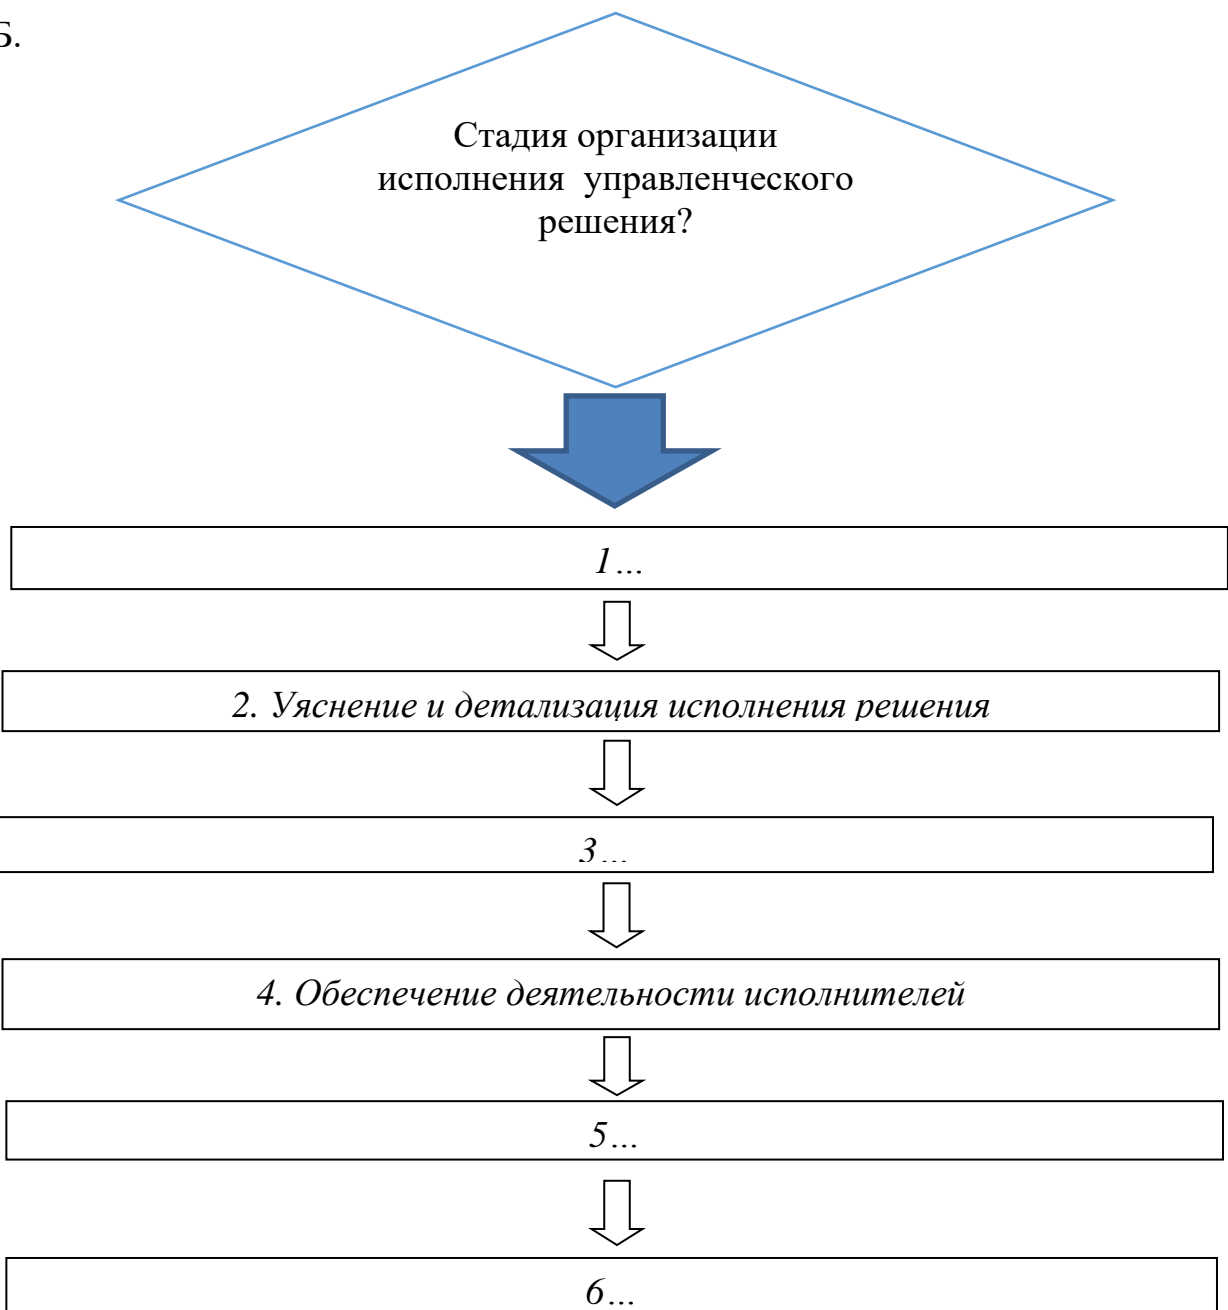 Б.
Стадия организации
исполнения управленческого
решения?
1...
2. Уяснение и детализация исполнения решения
3...
4. Обеспечение деятельности исполнителей
5...
6...